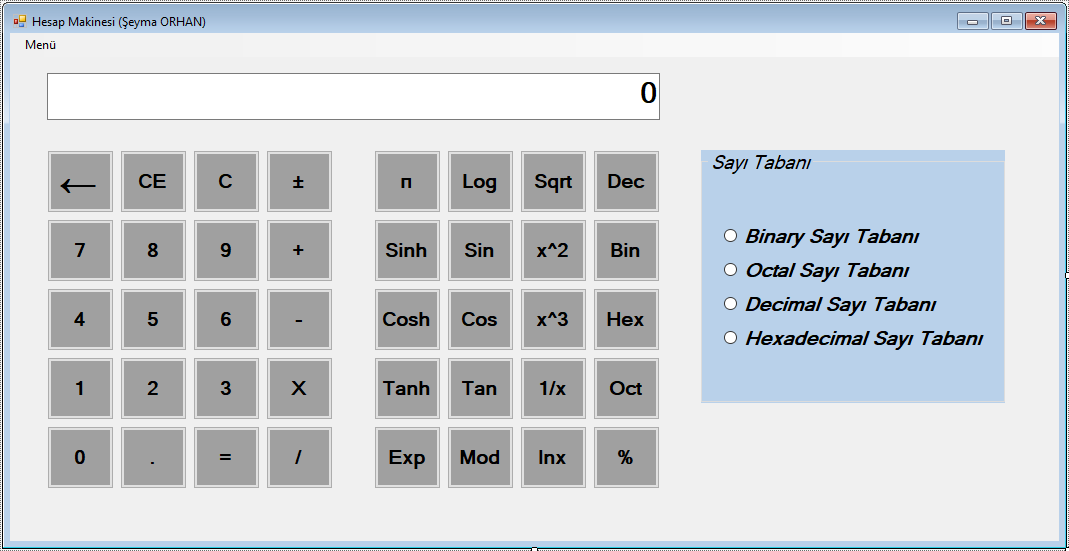 Hesap Makinesi (Şeyma ORHAN)
Menü
0
← CE C ± π Log Sqrt Dec
7 8 9 + Sinh Sin x^2 Bin
4 5 6 - Cosh Cos x^3 Hex
1 2 3 X Tanh Tan 1/x Oct
0 . = / Exp Mod lnx %
Sayı Tabanı
Binary Sayı Tabanı
Octal Sayı Tabanı
Decimal Sayı Tabanı
Hexadecimal Sayı Tabanı